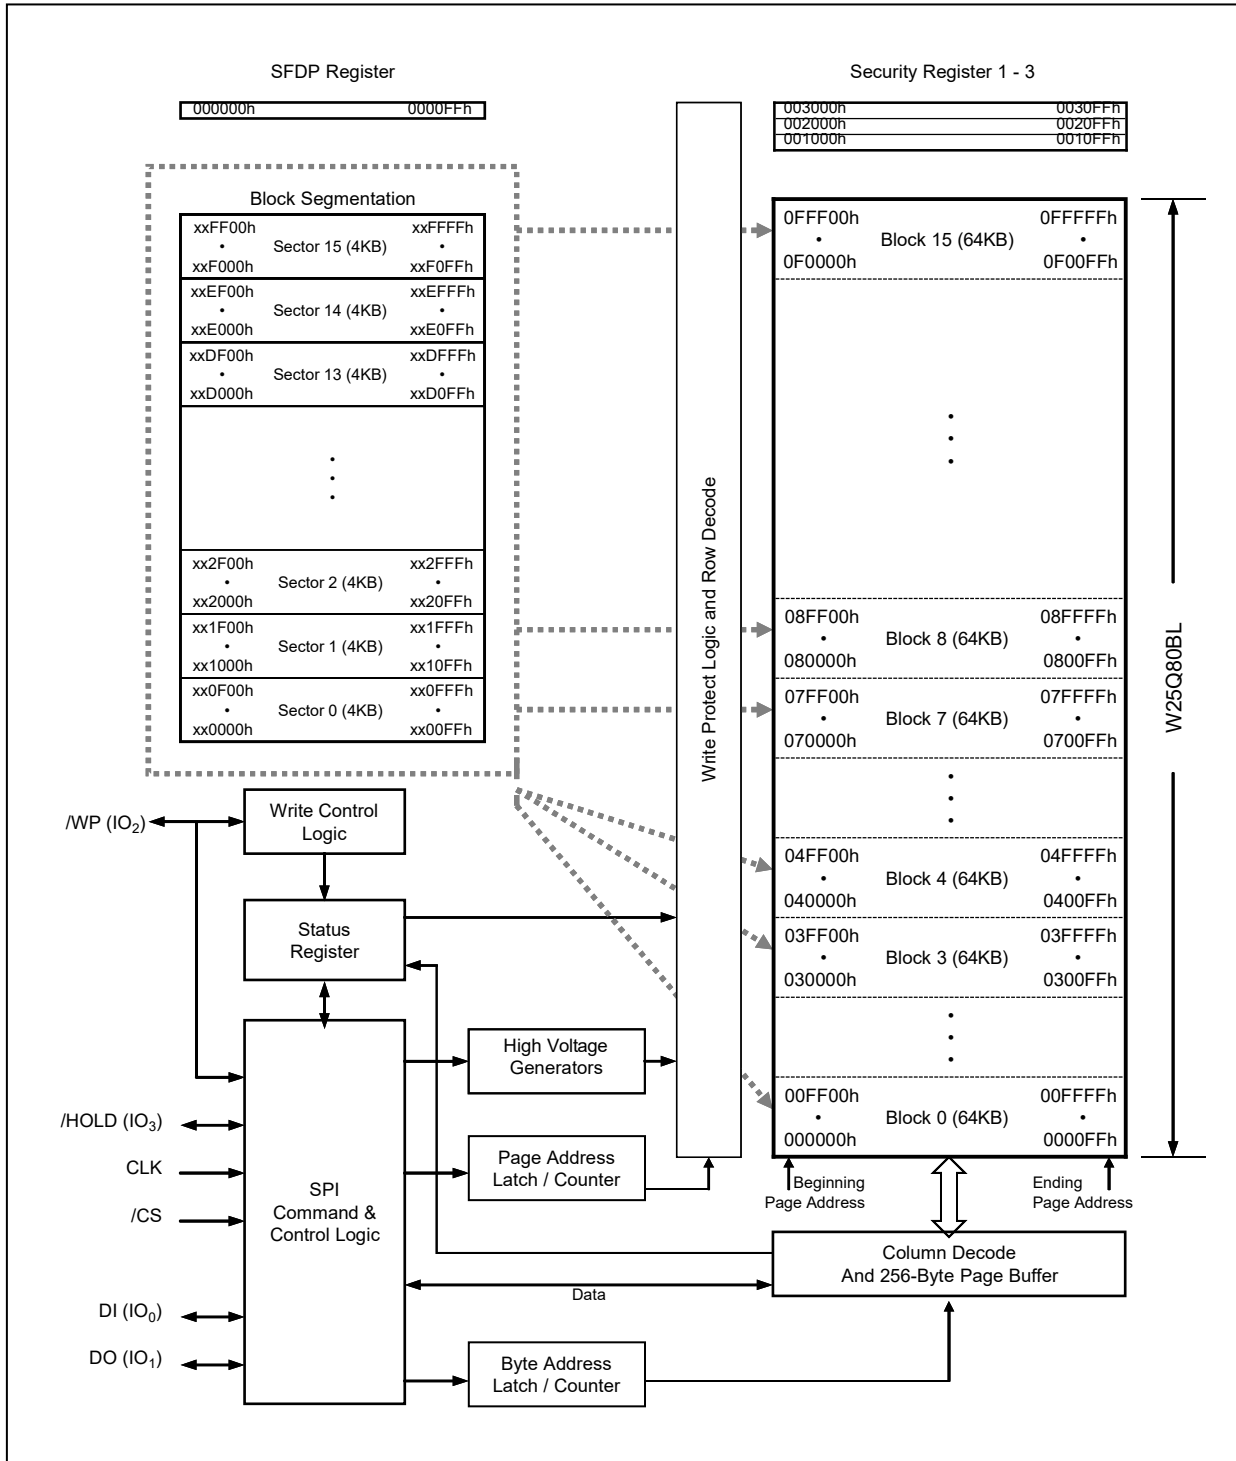 SFDP Register
000000h 0000FFh
Security Register 1 - 3
003000h 0030FFh
002000h 0020FFh
001000h 0010FFh
Block Segmentation
xxFF00h xxFFFFh
• Sector 15 (4KB) •
xxF000h xxF0FFh
xxEF00h xxEFFFh
• Sector 14 (4KB) •
xxE000h xxE0FFh
xxDF00h xxDFFFh
• Sector 13 (4KB) •
xxD000h xxD0FFh
xx2F00h xx2FFFh
• Sector 2 (4KB) •
xx2000h xx20FFh
xx1F00h xx1FFFh
• Sector 1 (4KB) •
xx1000h xx10FFh
xx0F00h xx0FFFh
• Sector 0 (4KB) •
xx0000h xx00FFh
Write Protect Logic and Row Decode
0FFF00h 0FFFFFh
• Block 15 (64KB) •
0F0000h 0F00FFh
08FF00h 08FFFFh
• Block 8 (64KB) •
080000h 0800FFh
07FF00h 07FFFFh
• Block 7 (64KB) •
070000h 0700FFh
04FF00h 04FFFFh
• Block 4 (64KB) •
040000h 0400FFh
03FF00h 03FFFFh
• Block 3 (64KB) •
030000h 0300FFh
00FF00h 00FFFFh
• Block 0 (64KB) •
000000h 0000FFh
W25Q80BL
Beginning
Page Address
Ending
Page Address
/WP (IO2)
Write Control
Logic
Status
Register
High Voltage
Generators
/HOLD (IO3)
CLK
/CS
Page Address
Latch / Counter
SPI
Command &
Control Logic
Column Decode
And 256-Byte Page Buffer
Data
DI (IO0)
DO (IO1)
Byte Address
Latch / Counter